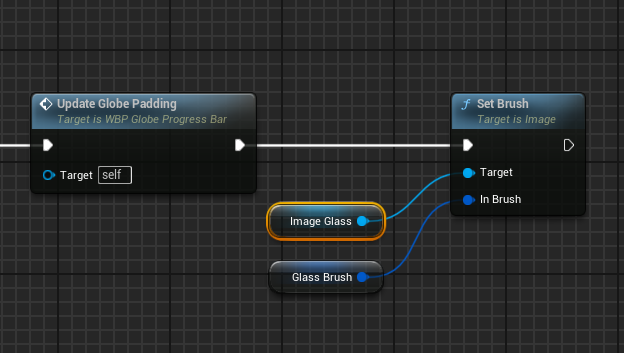 Update Globe Padding
Target is WBP Globe Progress Bar
Target self
Set Brush
Target is Image
Target
In Brush
Image Glass
Glass Brush